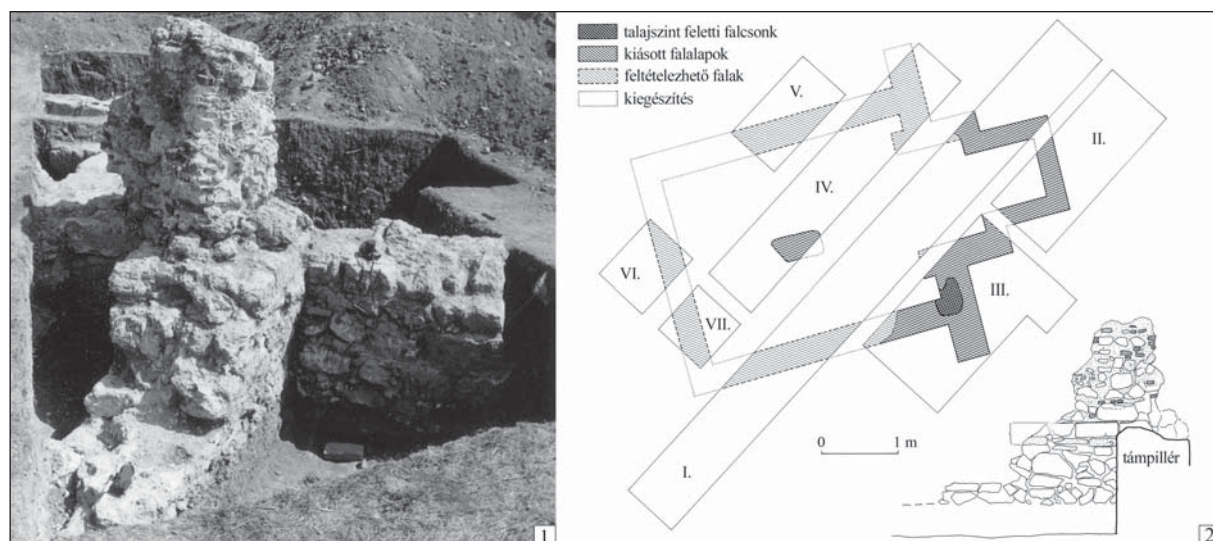 talajszint feletti falcsonk
kiásott falalapok
feltételezhető falak
kiegészítés
V.
II.
IV.
VI.
III.
VII.
0 1 m
támpillér
I.
1
2